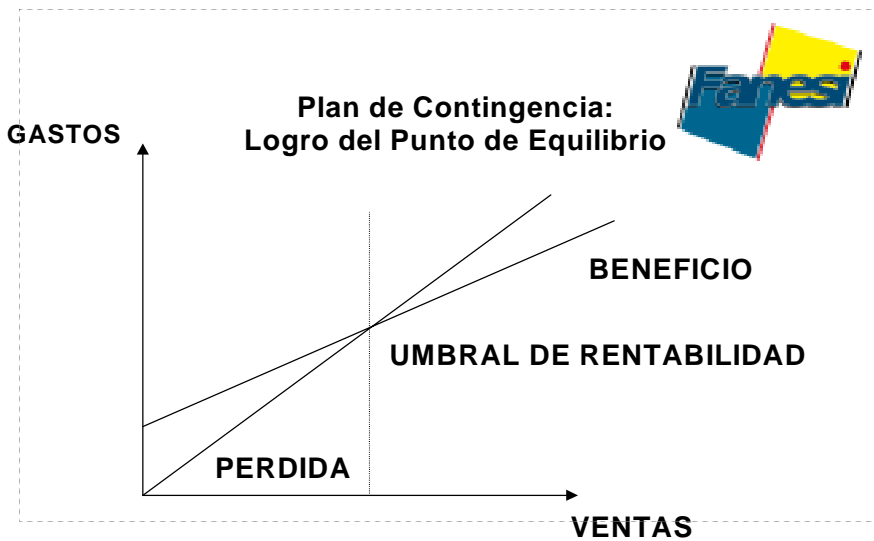 Fanesi
Plan de Contingencia:
Logro del Punto de Equilibrio
GASTOS
BENEFICIO
UMBRAL DE RENTABILIDAD
PERDIDA
VENTAS